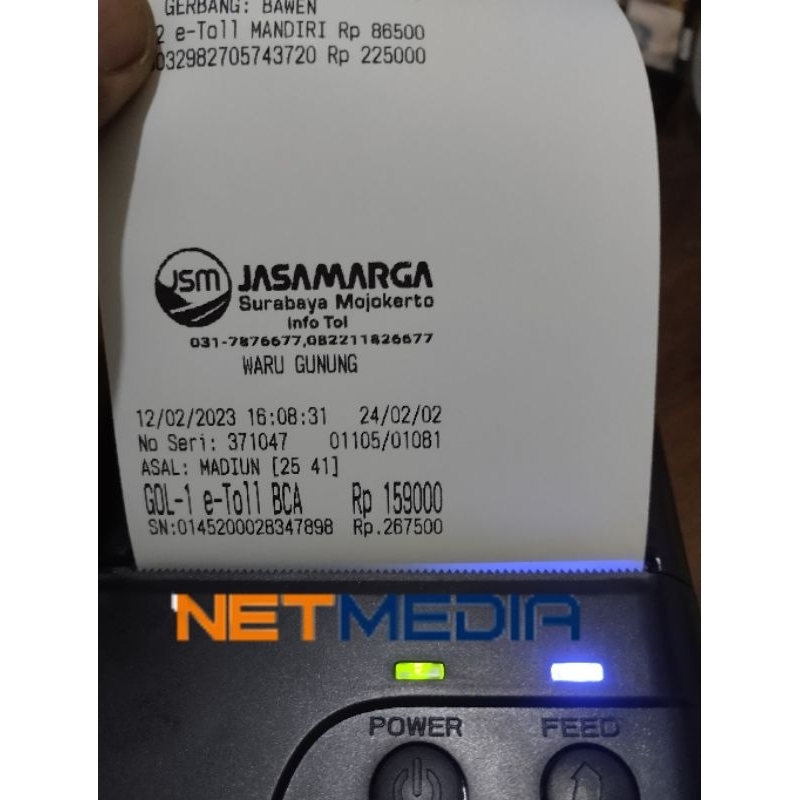 GERBANG: BAWEN
2 e-Toll MANDIRI Rp 86500
032982705743720 Rp 225000
JSM JASAMARGA
Surabaya Mojokerto
Info Tol
031-7876677,082211826677
WARU GUNUNG
12/02/2023 16:08:31 24/02/02
No Seri: 371047 01105/01081
ASAL: MADIUN [25 41]
GOL-1 e-Toll BCA Rp 159000
SN:0145200028347898 Rp.267500
NETMEDIA
POWER FEED